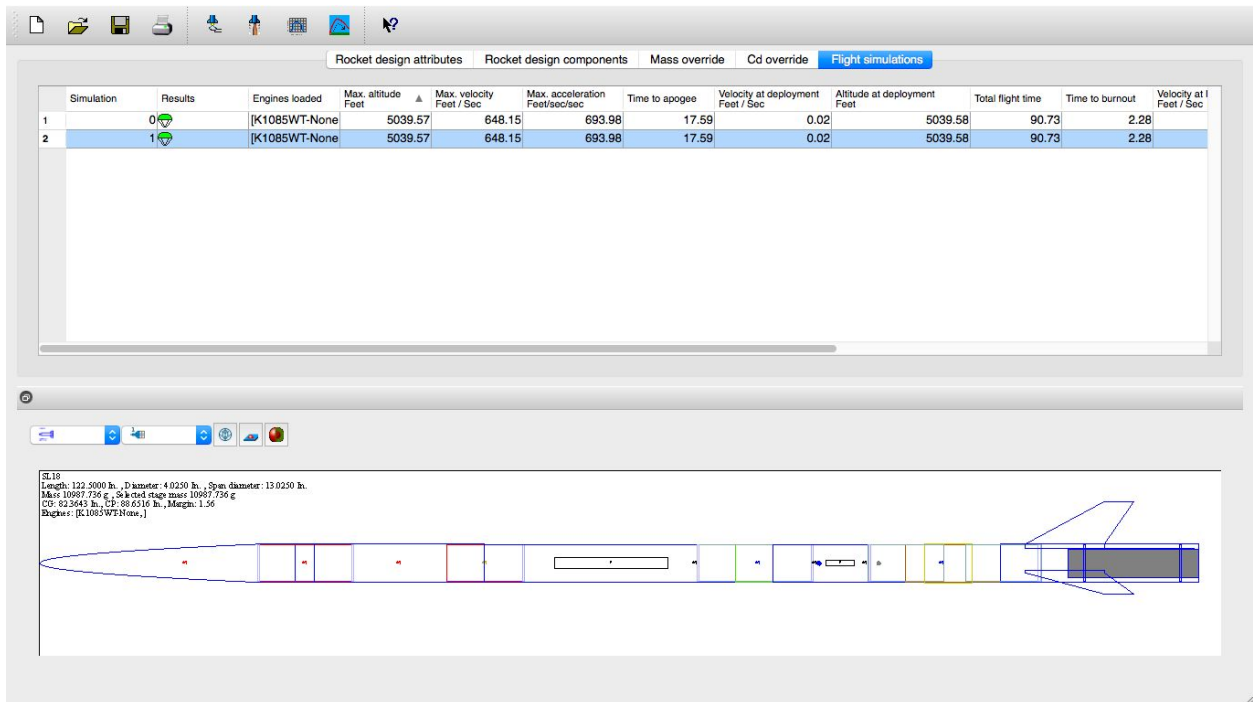 Rocket design attributes Rocket design components Mass override Cd override Flight simulations
Simulation Results Engines loaded Max. altitude Feet Max. velocity Feet / Sec Max. acceleration Feet/sec/sec Time to apogee Velocity at deployment Feet / Sec Altitude at deployment Feet Total flight time Time to burnout Velocity at l Feet / Sec
1 0 [K1085WT-None 5039.57 648.15 693.98 17.59 0.02 5039.58 90.73 2.28
2 1 [K1085WT-None 5039.57 648.15 693.98 17.59 0.02 5039.58 90.73 2.28
SL18
Length: 122.5000 In. , Diameter: 4.0250 In. , Span diameter: 13.0250 In.
Mass 10987.736 g , Selected stage mass 10987.736 g
CG: 82.3643 In., CP: 88.6516 In., Margin: 1.56
Engines: [K1085WT-None, ]